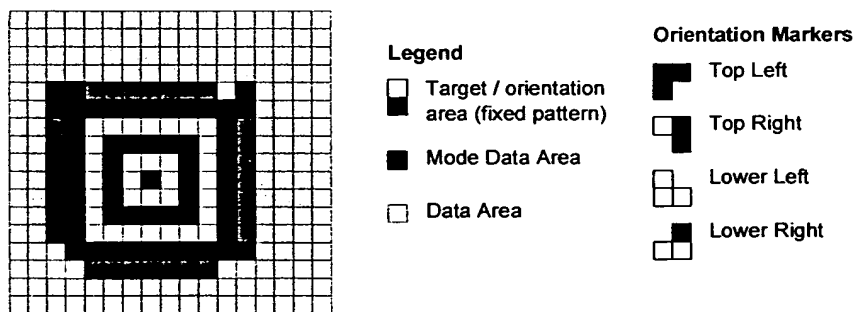 Legend
Target / orientation
area (fixed pattern)
Mode Data Area
Data Area
Orientation Markers
Top Left
Top Right
Lower Left
Lower Right